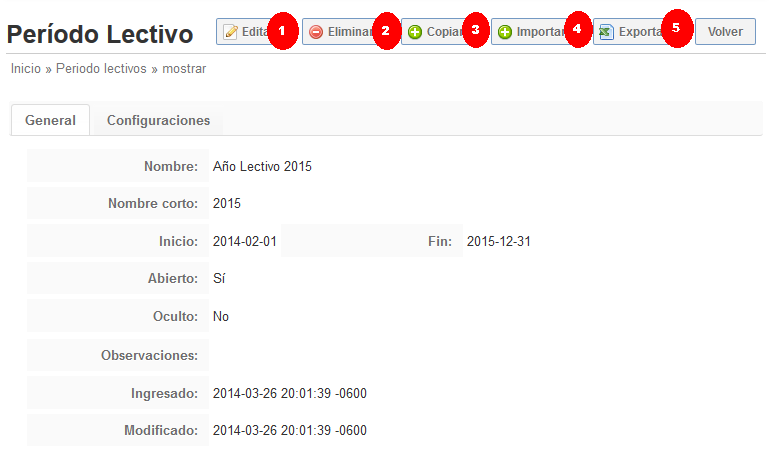 Período Lectivo Edita 1 Eliminar 2 Copiar 3 Importar 4 Exporta 5 Volver
Inicio » Periodo lectivos » mostrar
General Configuraciones
Nombre: Año Lectivo 2015
Nombre corto: 2015
Inicio: 2014-02-01 Fin: 2015-12-31
Abierto: Sí
Oculto: No
Observaciones:
Ingresado: 2014-03-26 20:01:39 -0600
Modificado: 2014-03-26 20:01:39 -0600